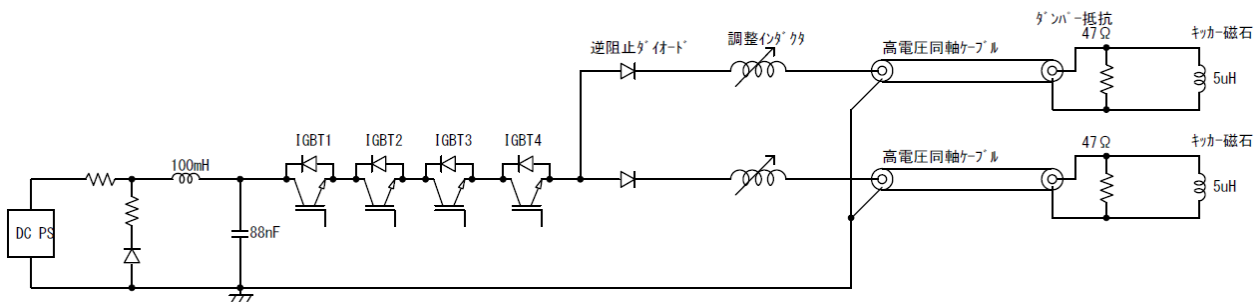 ﾀﾞﾝﾊﾟｰ抵抗
逆阻止ﾀﾞｲｵｰﾄﾞ
調整ｲﾝﾀﾞｸﾀ
高電圧同軸ｹｰﾌﾞﾙ
47Ω
ｷｯｶｰ磁石
5uH
IGBT1
IGBT2
IGBT3
IGBT4
高電圧同軸ｹｰﾌﾞﾙ
47Ω
ｷｯｶｰ磁石
5uH
100mH
DC PS
88nF